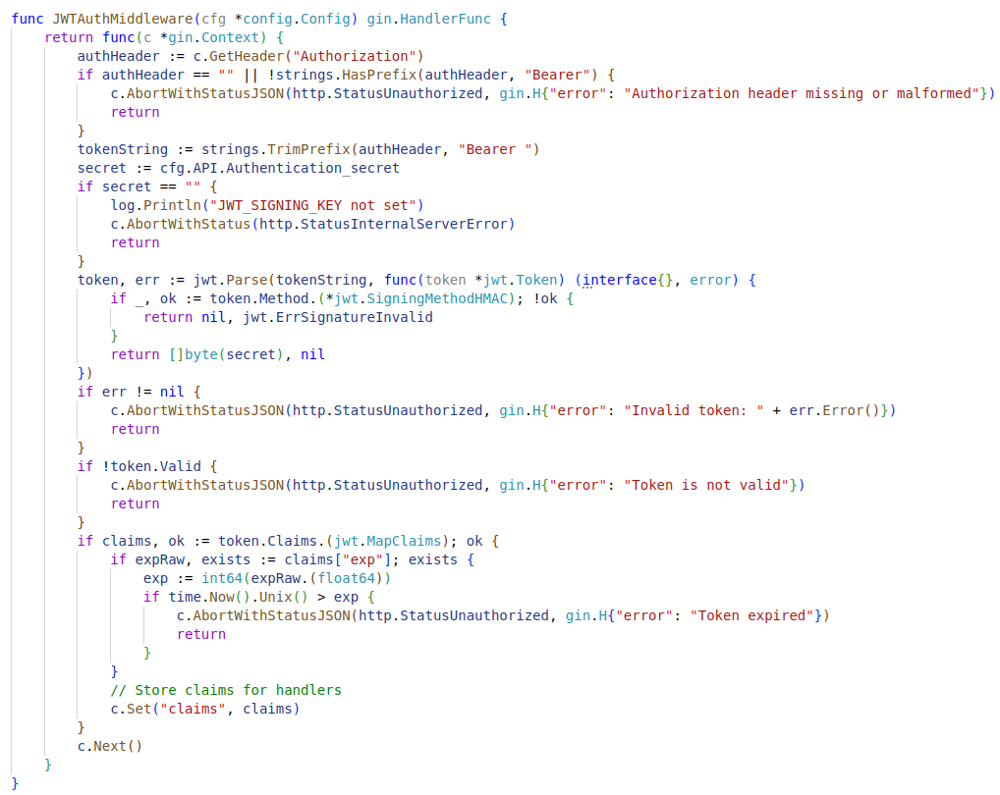 func JWTAuthMiddleware(cfg *config.Config) gin.HandlerFunc {
    return func(c *gin.Context) {
        authHeader := c.GetHeader("Authorization")
        if authHeader == "" || !strings.HasPrefix(authHeader, "Bearer") {
            c.AbortWithStatusJSON(http.StatusUnauthorized, gin.H{"error": "Authorization header missing or malformed"})
            return
        }
        tokenString := strings.TrimPrefix(authHeader, "Bearer ")
        secret := cfg.API.Authentication_secret
        if secret == "" {
            log.Println("JWT_SIGNING_KEY not set")
            c.AbortWithStatus(http.StatusInternalServerError)
            return
        }
        token, err := jwt.Parse(tokenString, func(token *jwt.Token) (interface{}, error) {
            if _, ok := token.Method.(*jwt.SigningMethodHMAC); !ok {
                return nil, jwt.ErrSignatureInvalid
            }
            return []byte(secret), nil
        })
        if err != nil {
            c.AbortWithStatusJSON(http.StatusUnauthorized, gin.H{"error": "Invalid token: " + err.Error()})
            return
        }
        if !token.Valid {
            c.AbortWithStatusJSON(http.StatusUnauthorized, gin.H{"error": "Token is not valid"})
            return
        }
        if claims, ok := token.Claims.(jwt.MapClaims); ok {
            if expRaw, exists := claims["exp"]; exists {
                exp := int64(expRaw.(float64))
                if time.Now().Unix() > exp {
                    c.AbortWithStatusJSON(http.StatusUnauthorized, gin.H{"error": "Token expired"})
                    return
                }
            }
            // Store claims for handlers
            c.Set("claims", claims)
        }
        c.Next()
    }
}